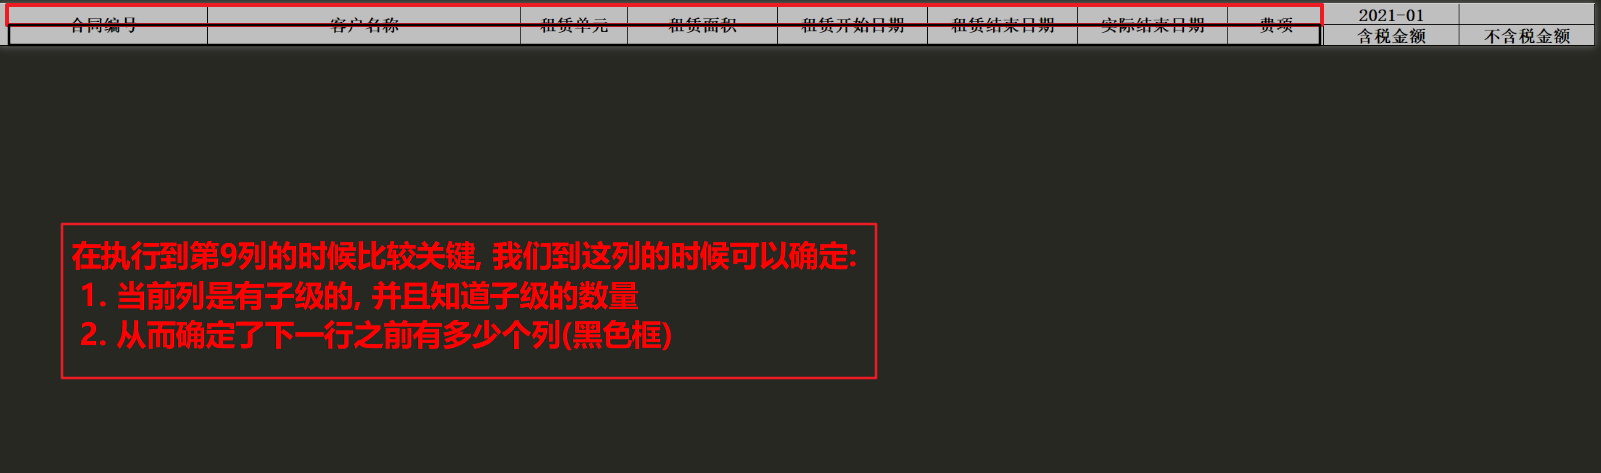 合同编号 客户名称 租赁单元 租赁面积 租赁开始日期 租赁结束日期 实际结束日期 费项 2021-01
含税金额 不含税金额
在执行到第9列的时候比较关键, 我们到这列的时候可以确定:
1. 当前列是有子级的, 并且知道子级的数量
2. 从而确定了下一行之前有多少个列(黑色框)